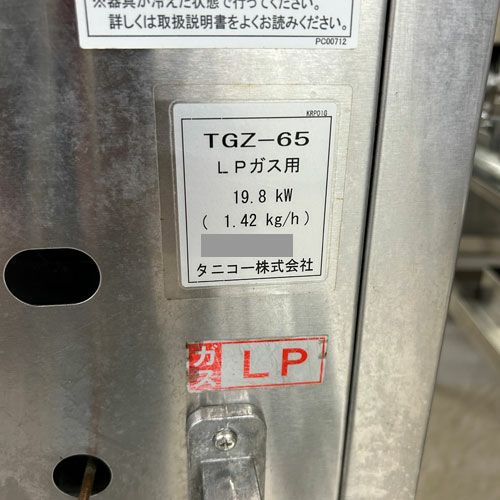 ※器具が冷えた状態で行ってください。
詳しくは取扱説明書をよくお読みください。
PC00712
KRP010
TGZ-65
LPガス用
19.8 kW
( 1.42 kg/h )
タニコー株式会社
ガス LP